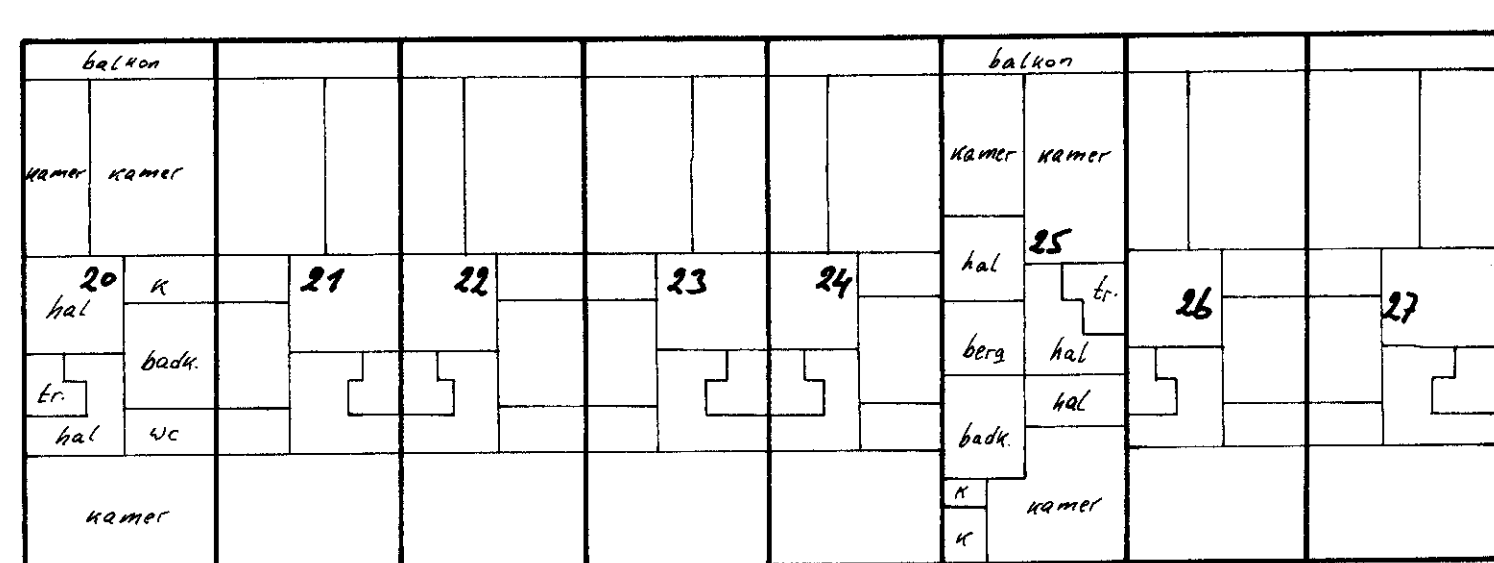 balkon
kamer kamer
20
hal
K
badk.
tr.
hal
wc
kamer
21
22
23
24
balkon
kamer kamer
25
hal
tr.
berg
hal
hal
badk.
K
kamer
K
26
27